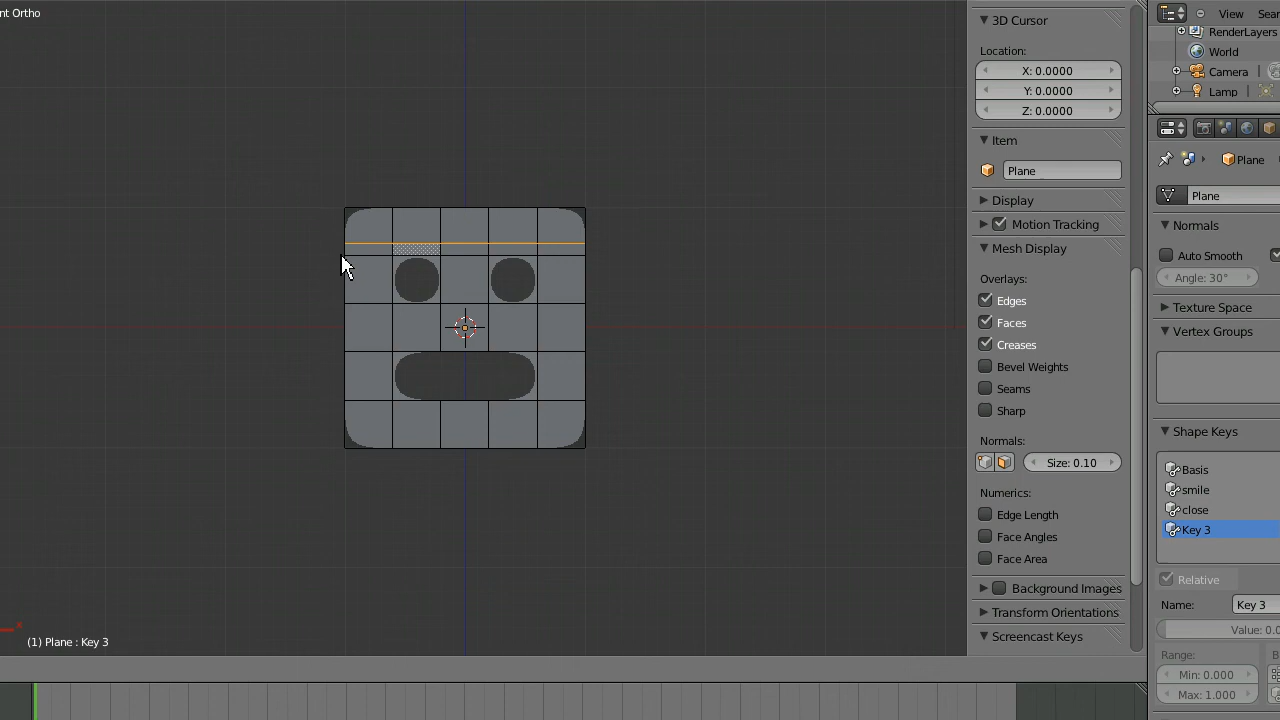 nt Ortho
3D Cursor
Location:
X: 0.0000
Y: 0.0000
Z: 0.0000
Item
Plane
Display
Motion Tracking
Mesh Display
Overlays:
Edges
Faces
Creases
Bevel Weights
Seams
Sharp
Normals:
Size: 0.10
Numerics:
Edge Length
Face Angles
Face Area
Background Images
Transform Orientations
Screencast Keys
x
(1) Plane : Key 3
View Sear
RenderLayers
World
Camera
Lamp
Plane
Plane
Normals
Auto Smooth
Angle: 30°
Texture Space
Vertex Groups
Shape Keys
Basis
smile
close
Key 3
Relative
Name: Key 3
Value: 0.0
Range: B
Min: 0.000
Max: 1.000